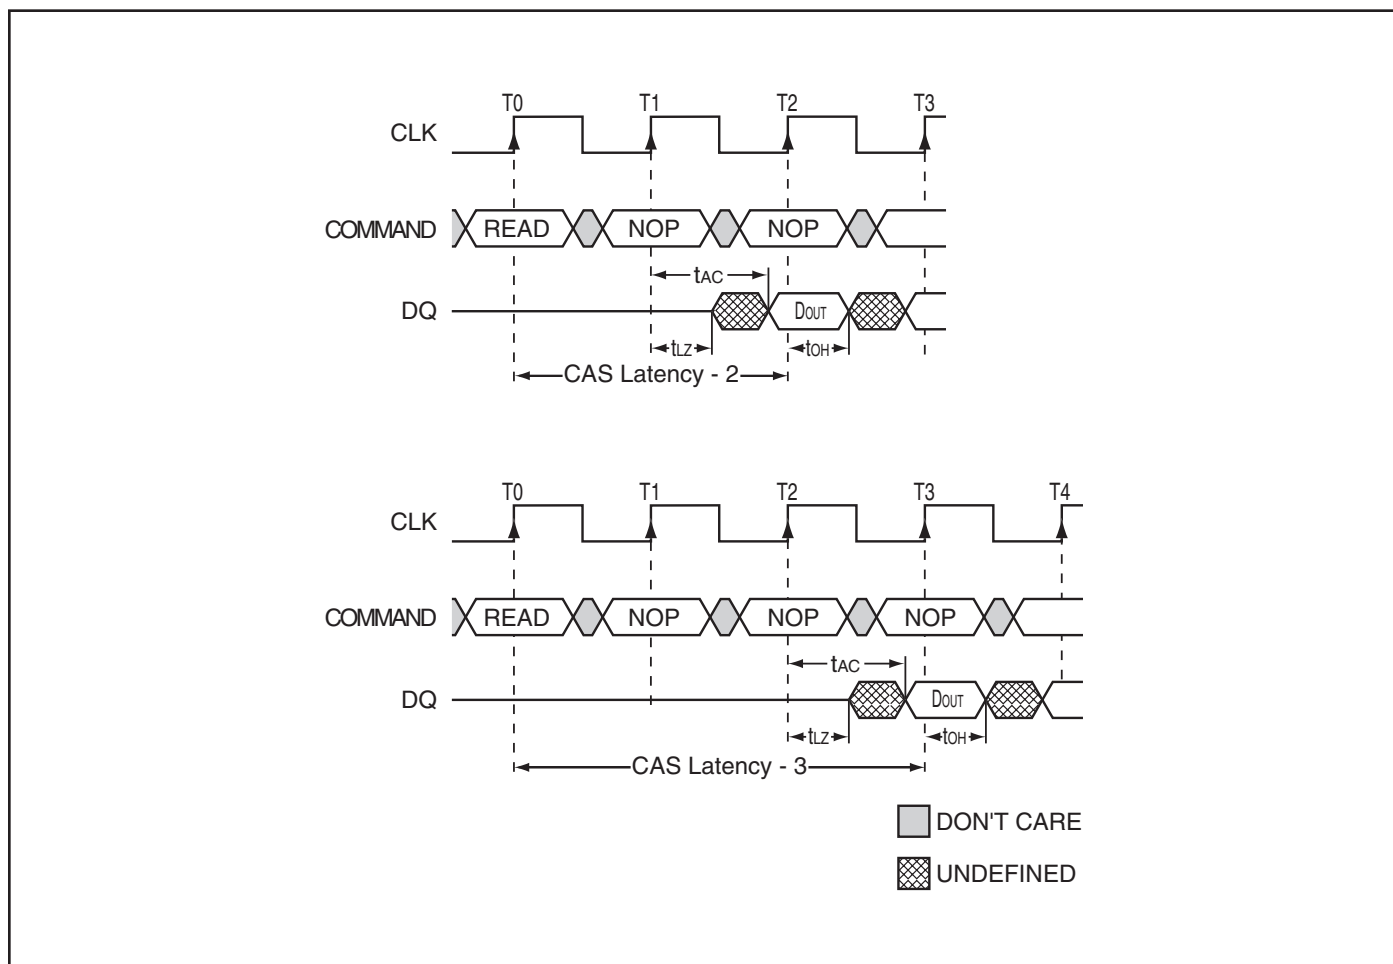 T0 T1 T2 T3
CLK
COMMAND READ NOP NOP
tAC
DQ DOUT
tLZ tOH
CAS Latency - 2
T0 T1 T2 T3 T4
CLK
COMMAND READ NOP NOP NOP
tAC
DQ DOUT
tLZ tOH
CAS Latency - 3
DON'T CARE
UNDEFINED